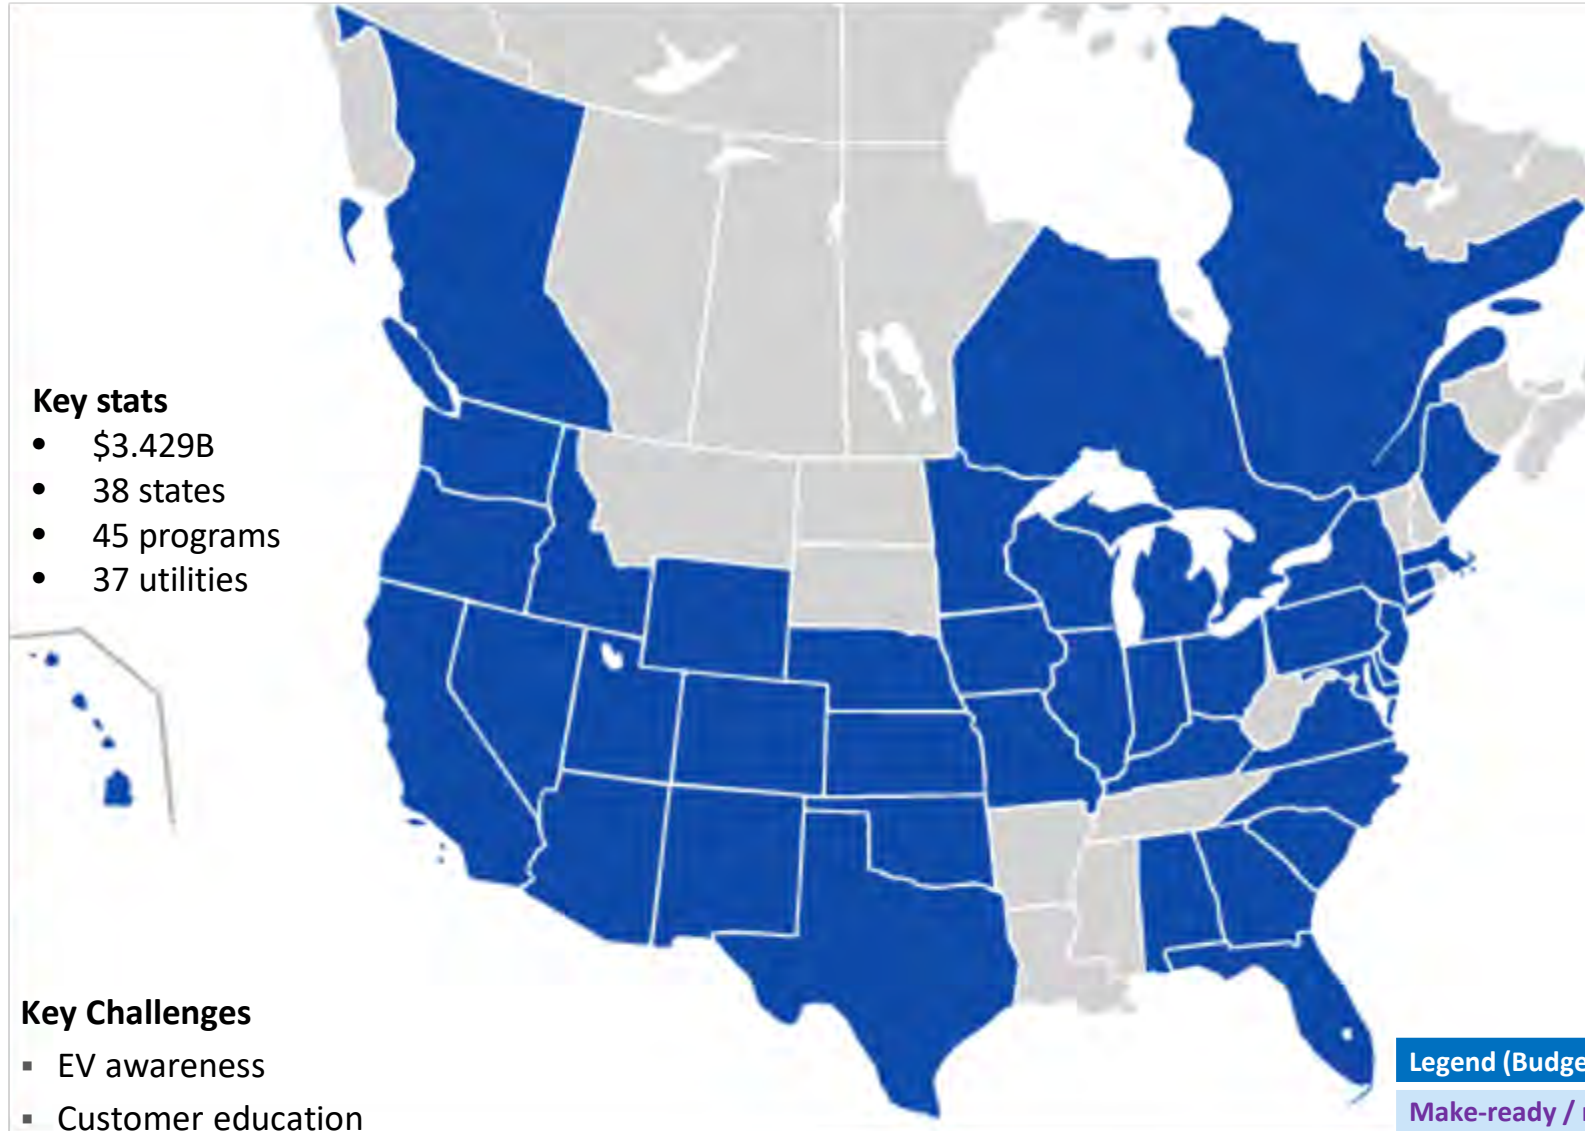 Key stats
• $3.429B
• 38 states
• 45 programs
• 37 utilities
Key Challenges
▪ EV awareness
▪ Customer education
Legend (Budge
Make-ready /